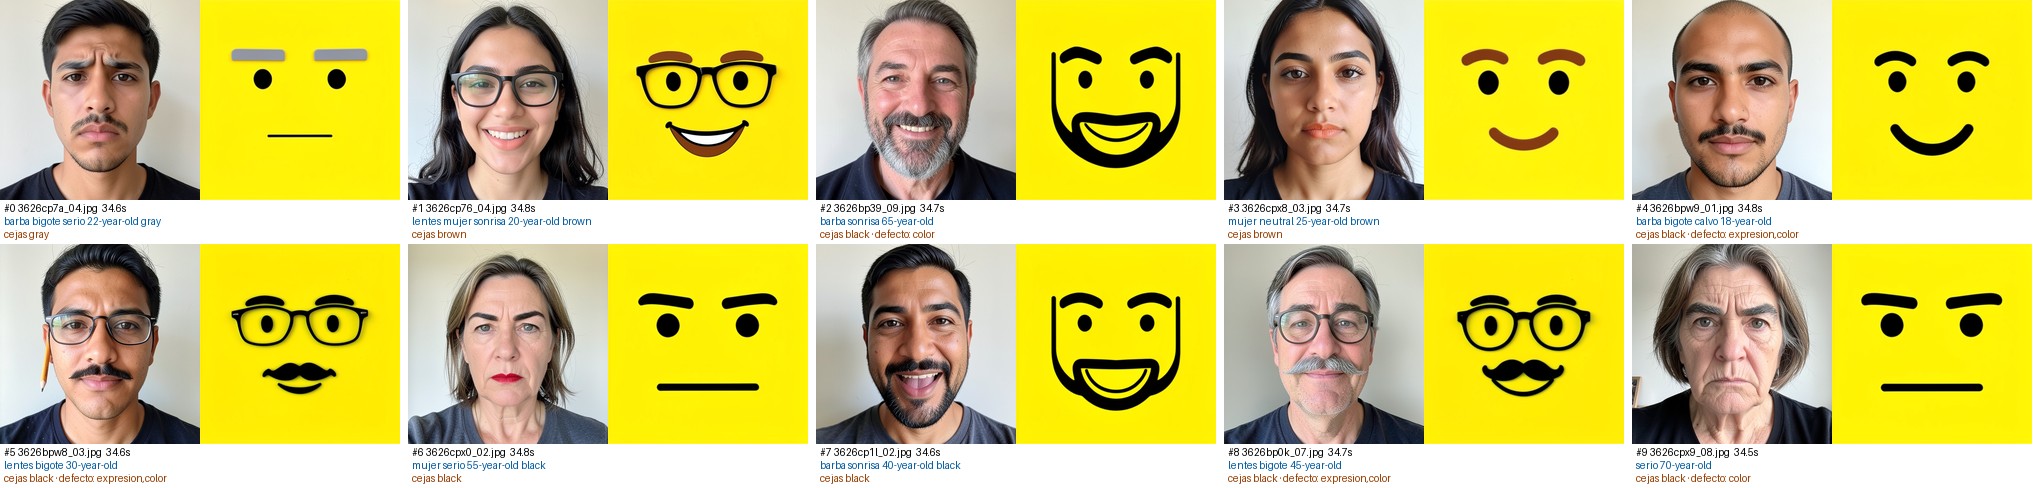 #0 3626cp7a_04.jpg 34.6s
barba bigote serio 22-year-old gray
cejas gray
#1 3626cp76_04.jpg 34.8s
lentes mujer sonrisa 20-year-old brown
cejas brown
#2 3626bp39_09.jpg 34.7s
barba sonrisa 65-year-old
cejas black · defecto: color
#3 3626cpx8_03.jpg 34.7s
mujer neutral 25-year-old brown
cejas brown
#4 3626bpw9_01.jpg 34.8s
barba bigote calvo 18-year-old
cejas black · defecto: expresion,color
#5 3626bpw8_03.jpg 34.6s
lentes bigote 30-year-old
cejas black · defecto: expresion,color
#6 3626cpx0_02.jpg 34.8s
mujer serio 55-year-old black
cejas black
#7 3626cp1l_02.jpg 34.6s
barba sonrisa 40-year-old black
cejas black
#8 3626bp0k_07.jpg 34.7s
lentes bigote 45-year-old
cejas black · defecto: expresion,color
#9 3626cpx9_08.jpg 34.5s
serio 70-year-old
cejas black · defecto: color